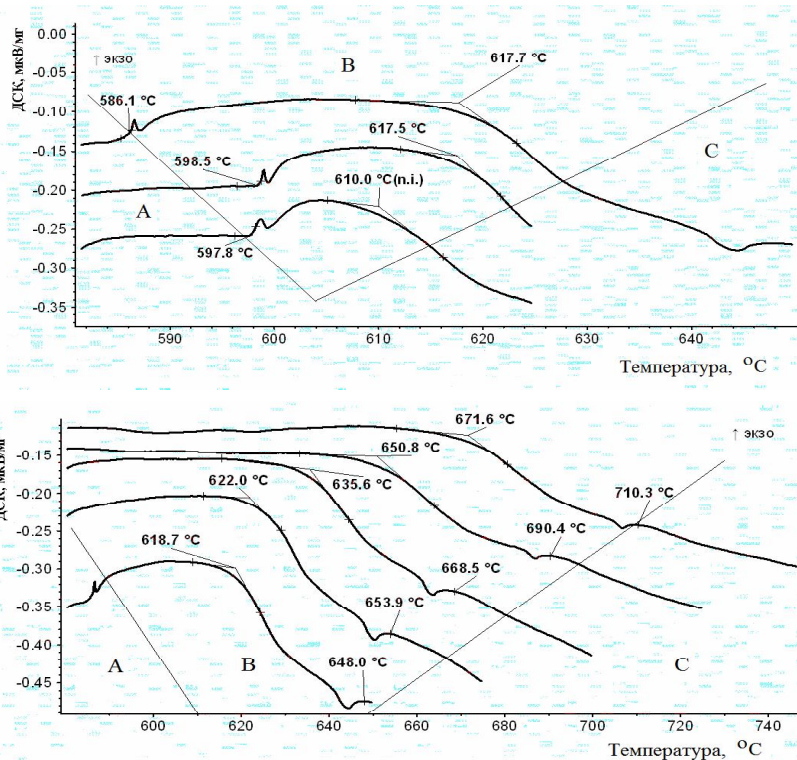 0.00
↑ экзо
B
617.7 °C
-0.05
ДСК, мкВ/мг
586.1 °C
-0.10
617.5 °C
C
-0.15
598.5 °C
610.0 °C(n.i.)
-0.20
A
-0.25
597.8 °C
-0.30
-0.35
590 600 610 620 630 640
Температура, °C
671.6 °C
↑ экзо
650.8 °C
-0.15
635.6 °C
ДСК, мкВ/мг
622.0 °C
710.3 °C
-0.20
690.4 °C
-0.25
618.7 °C
668.5 °C
-0.30
653.9 °C
-0.35
-0.40
A
B
648.0 °C
C
-0.45
600 620 640 660 680 700 720 740
Температура, °C